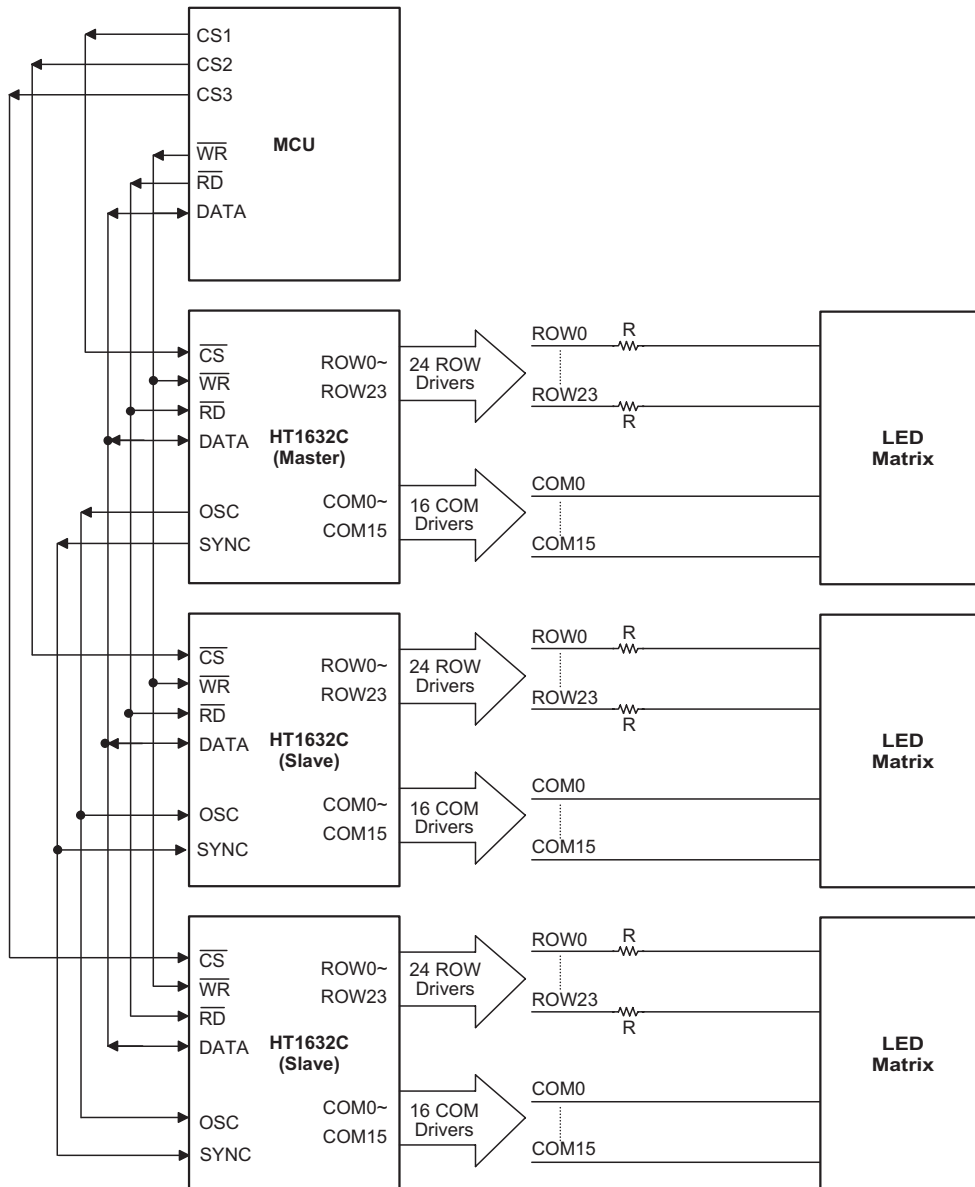 CS1
CS2
CS3
MCU
WR
RD
DATA
CS
WR
RD
DATA
OSC
SYNC
HT1632C
(Master)
ROW0~
ROW23
COM0~
COM15
24 ROW
Drivers
16 COM
Drivers
ROW0
R
ROW23
R
COM0
COM15
LED
Matrix
CS
WR
RD
DATA
OSC
SYNC
HT1632C
(Slave)
ROW0~
ROW23
COM0~
COM15
24 ROW
Drivers
16 COM
Drivers
ROW0
R
ROW23
R
COM0
COM15
LED
Matrix
CS
WR
RD
DATA
OSC
SYNC
HT1632C
(Slave)
ROW0~
ROW23
COM0~
COM15
24 ROW
Drivers
16 COM
Drivers
ROW0
R
ROW23
R
COM0
COM15
LED
Matrix